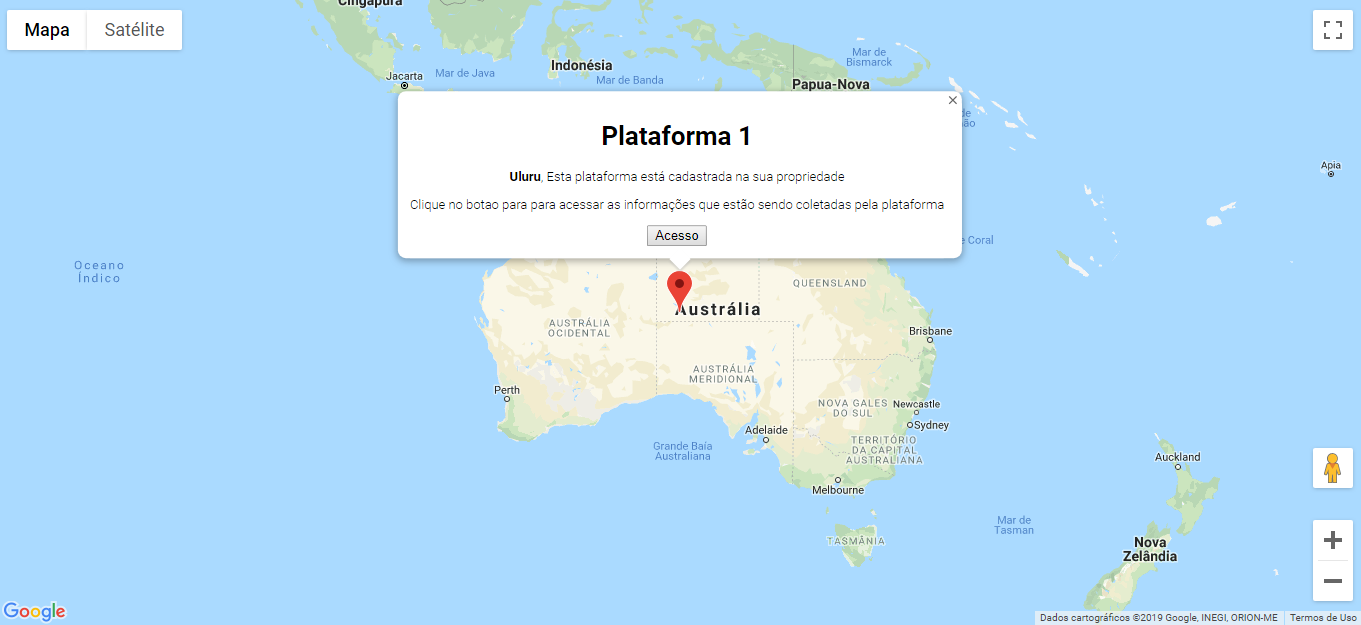 Cingapura
Mapa
Satélite
Indonésia
Mar de
Bismarck
Jacarta
Mar de Java
Mar de Banda
Papua-Nova
Plataforma 1
Uluru, Esta plataforma está cadastrada na sua propriedade
Clique no botao para para acessar as informações que estão sendo coletadas pela plataforma
Acesso
de
ão
Apia
e Coral
Oceano
Índico
QUEENSLAND
Austrália
AUSTRÁLIA
OCIDENTAL
Brisbane
AUSTRÁLIA
MERIDIONAL
Perth
NOVA GALES
DO SUL
Newcastle
Sydney
Adelaide
Grande Baía
Australiana
TERRITÓRIO
DA CAPITAL
AUSTRALIANA
Auckland
Melbourne
Mar de
Tasman
TASMÂNIA
Nova
Zelândia
Google
Dados cartográficos ©2019 Google, INEGI, ORION-ME
Termos de Uso